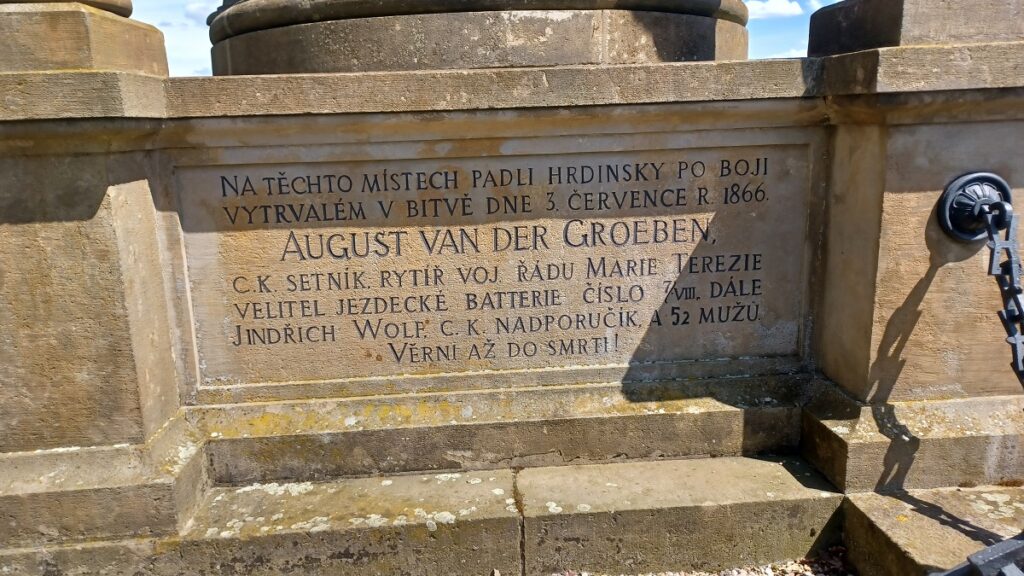 NA TĚCHTO MÍSTECH PADLI HRDINSKY PO BOJI
VYTRVALÉM V BITVĚ DNE 3. ČERVENCE R. 1866.
AUGUST VAN DER GROEBEN,
C.K. SETNÍK. RYTÍŘ VOJ. ŘÁDU MARIE TEREZIE
VELITEL JEZDECKÉ BATTERIE ČÍSLO 7/VIII, DÁLE
JINDŘICH WOLF, C. K. NADPORUČÍK, A 52 MUŽŮ.
VĚRNI AŽ DO SMRTI!